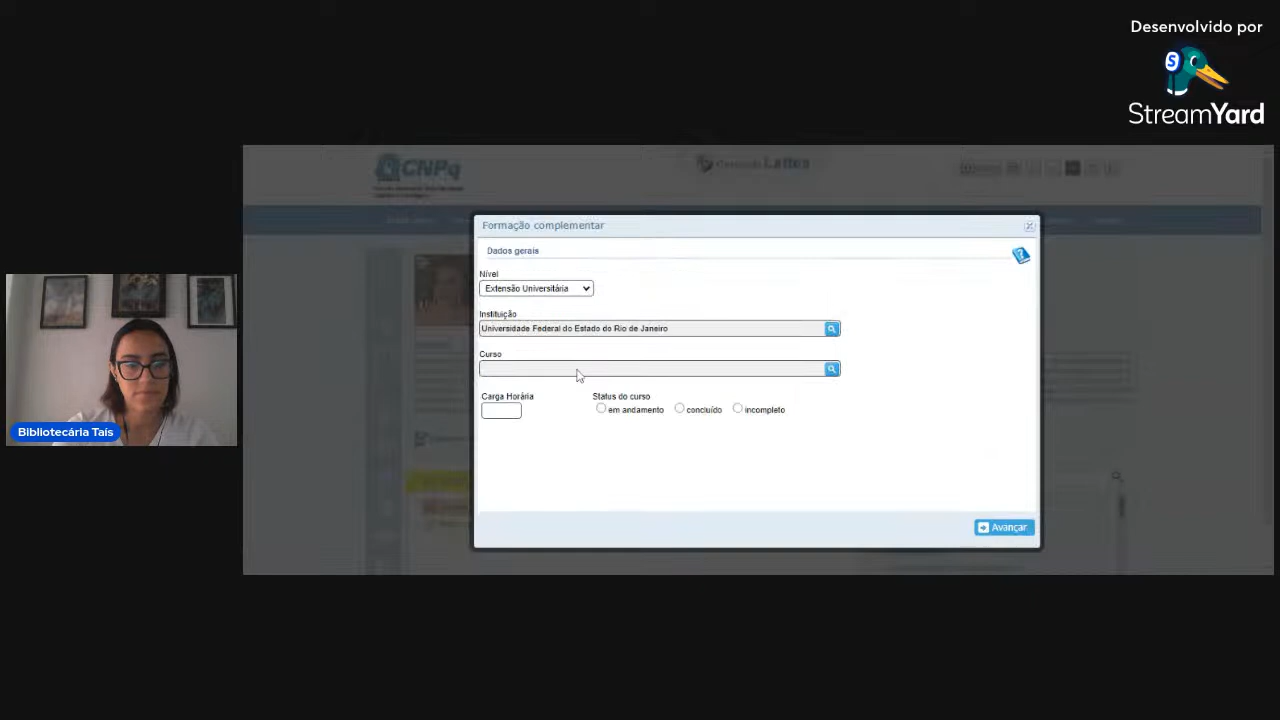 Desenvolvido por
S
StreamYard
CNPq
Lattes
Formação complementar
Dados gerais
Nível
Extensão Universitária
Instituição
Universidade Federal do Estado do Rio de Janeiro
Curso
Carga Horária
Status do curso
em andamento
concluído
incompleto
Avançar
Bibliotecária Taís